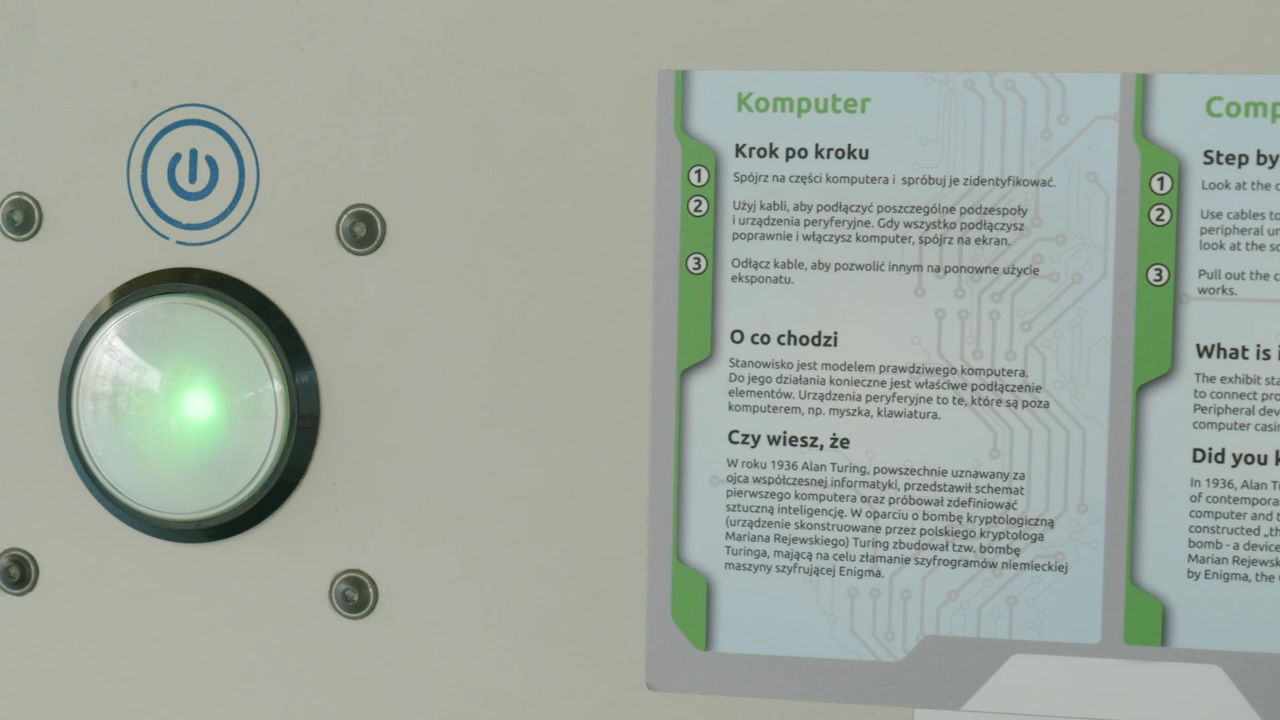 Komputer
Krok po kroku
1
Spójrz na części komputera i spróbuj je zidentyfikować.
2
Użyj kabli, aby podłączyć poszczególne podzespoły
i urządzenia peryferyjne. Gdy wszystko podłączysz
poprawnie i włączysz komputer, spójrz na ekran.
3
Odłącz kable, aby pozwolić innym na ponowne użycie
eksponatu.
O co chodzi
Stanowisko jest modelem prawdziwego komputera.
Do jego działania konieczne jest właściwe podłączenie
elementów. Urządzenia peryferyjne to te, które są poza
komputerem, np. myszka, klawiatura.
Czy wiesz, że
W roku 1936 Alan Turing, powszechnie uznawany za
ojca współczesnej informatyki, przedstawił schemat
pierwszego komputera oraz próbował zdefiniować
sztuczną inteligencję. W oparciu o bombę kryptologiczną
(urządzenie skonstruowane przez polskiego kryptologa
Mariana Rejewskiego) Turing zbudował tzw. bombę
Turinga, mającą na celu złamanie szyfrogramów niemieckiej
maszyny szyfrującej Enigma.
Comp
Step by
1
Look at the
2
Use cables to
peripheral
look at the
3
Pull out the
works.
What is
The exhibit
to connect
Peripheral
computer
Did you
In 1936, Alan
of
computer and
constructed „
bomb - a device
Marian
by Enigma, the